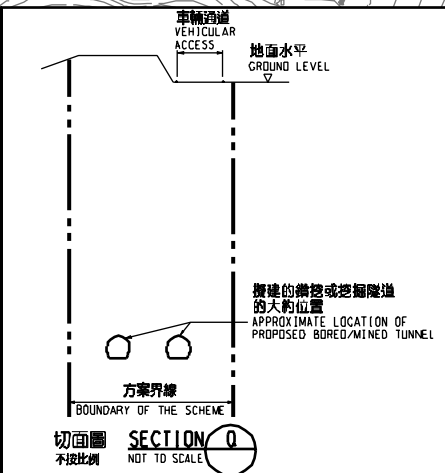 車輛通道
VEHICULAR
ACCESS
地面水平
GROUND LEVEL
擬建的鑽挖或挖掘隧道
的大約位置
APPROXIMATE LOCATION OF
PROPOSED BORED/MINED TUNNEL
方案界線
BOUNDARY OF THE SCHEME
切面圖 SECTION Q
不按比例 NOT TO SCALE